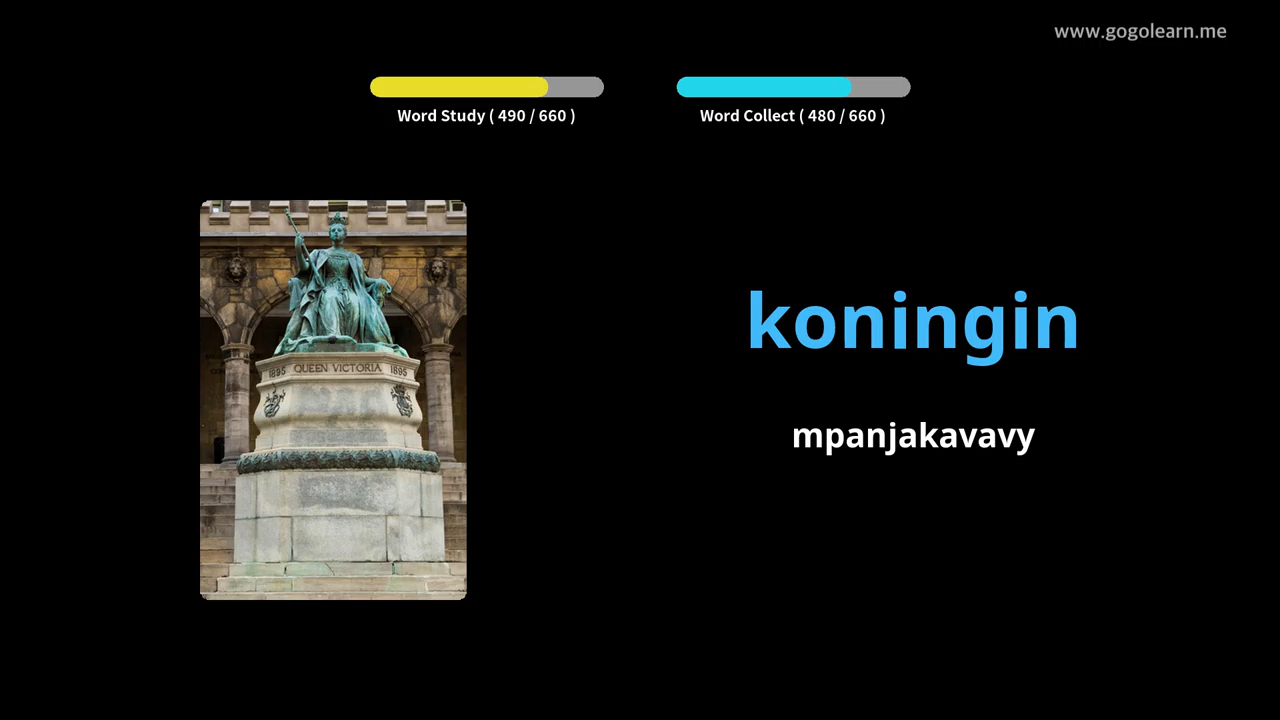 www.gogolearn.me
Word Study ( 490 / 660 )
Word Collect ( 480 / 660 )
1895 QUEEN VICTORIA 1895
koningin
mpanjakavavy